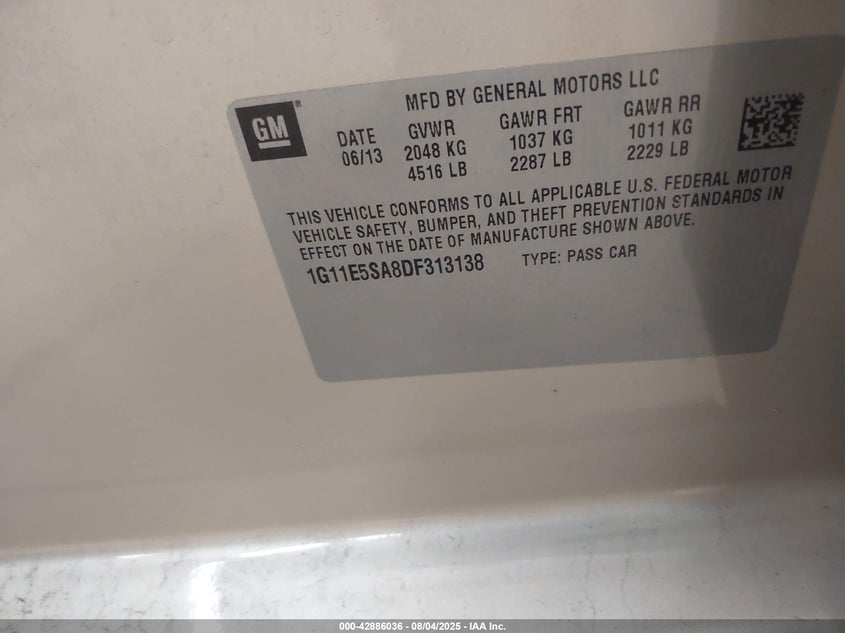 MFD BY GENERAL MOTORS LLC
GM®
DATE GVWR GAWR FRT GAWR RR
06/13 2048 KG 1037 KG 1011 KG
4516 LB 2287 LB 2229 LB
THIS VEHICLE CONFORMS TO ALL APPLICABLE U.S. FEDERAL MOTOR
VEHICLE SAFETY, BUMPER, AND THEFT PREVENTION STANDARDS IN
EFFECT ON THE DATE OF MANUFACTURE SHOWN ABOVE.
1G11E5SA8DF313138 TYPE: PASS CAR
000-42886036 - 08/04/2025 - IAA Inc.